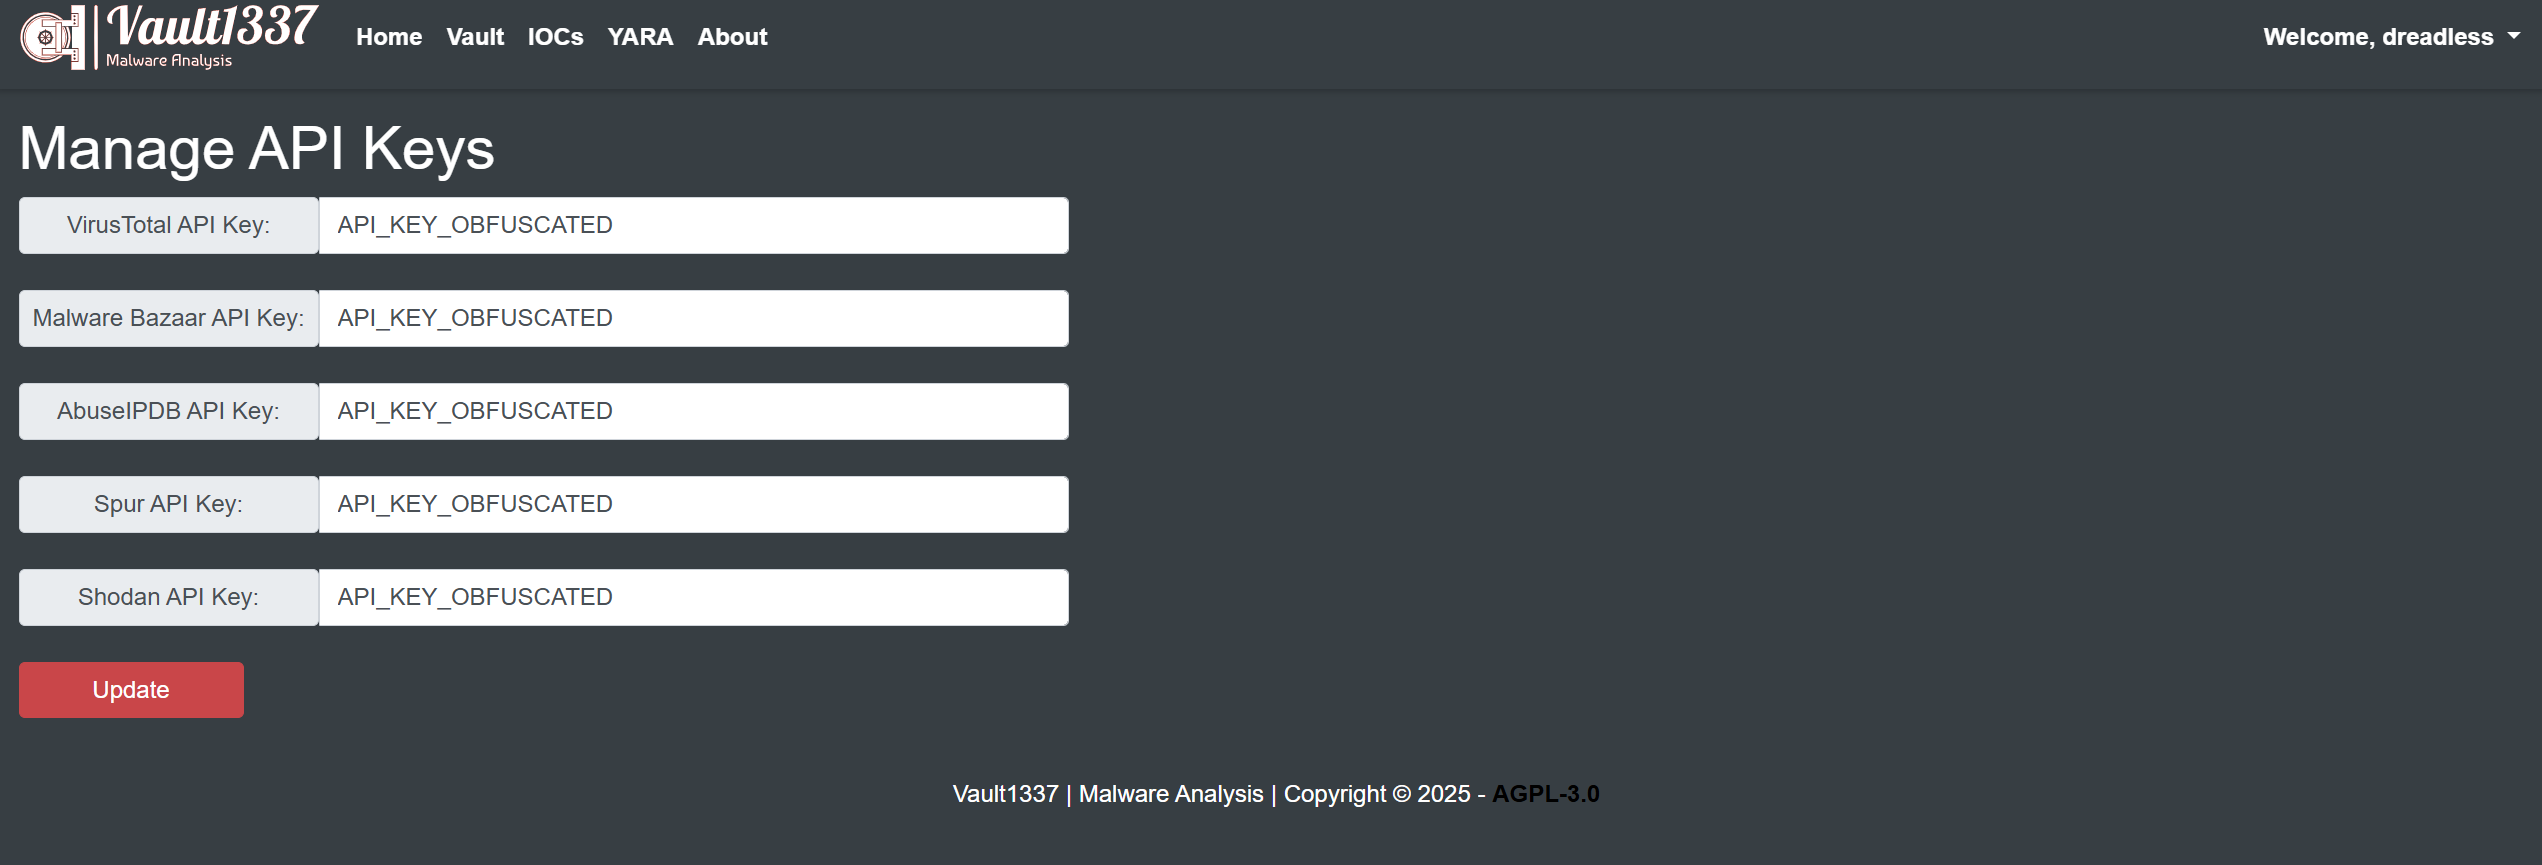 Vault1337
Malware Analysis
Home Vault IOCs YARA About
Welcome, dreadless
Manage API Keys
VirusTotal API Key: API_KEY_OBFUSCATED
Malware Bazaar API Key: API_KEY_OBFUSCATED
AbuseIPDB API Key: API_KEY_OBFUSCATED
Spur API Key: API_KEY_OBFUSCATED
Shodan API Key: API_KEY_OBFUSCATED
Update
Vault1337 | Malware Analysis | Copyright © 2025 - AGPL-3.0